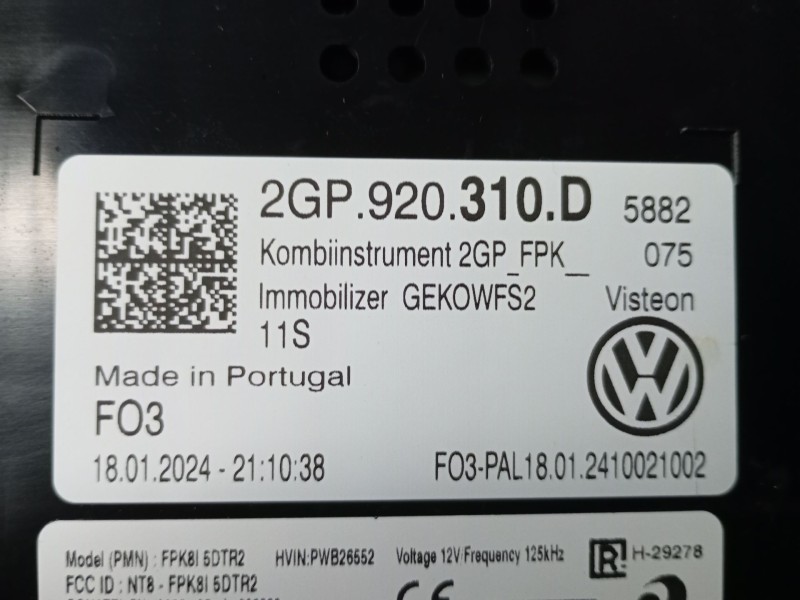 2GP.920.310.D 5882
Kombiinstrument 2GP_FPK__ 075
Immobilizer GEKOWFS2 Visteon
11S
Made in Portugal
FO3
18.01.2024 - 21:10:38 FO3-PAL18.01.2410021002
Model (PMN) : FPK8I 5DTR2 HVIN:PWB26552 Voltage 12V/Frequency 125kHz R H-29278
FCC ID : NT8 - FPK8I 5DTR2 CE